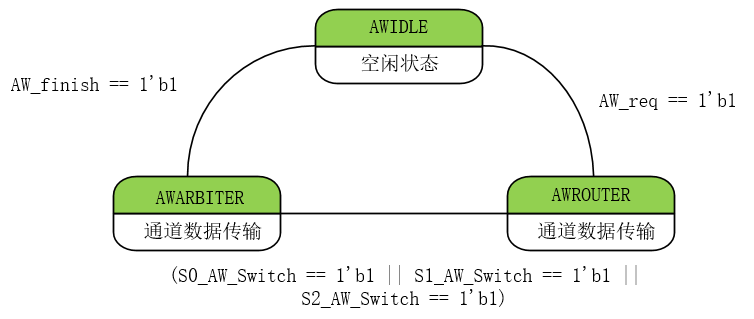 AWIDLE
空闲状态
AW_finish == 1'b1
AW_req == 1'b1
AWARBITER
通道数据传输
AWROUTER
通道数据传输
(S0_AW_Switch == 1'b1 || S1_AW_Switch == 1'b1 ||
S2_AW_Switch == 1'b1)